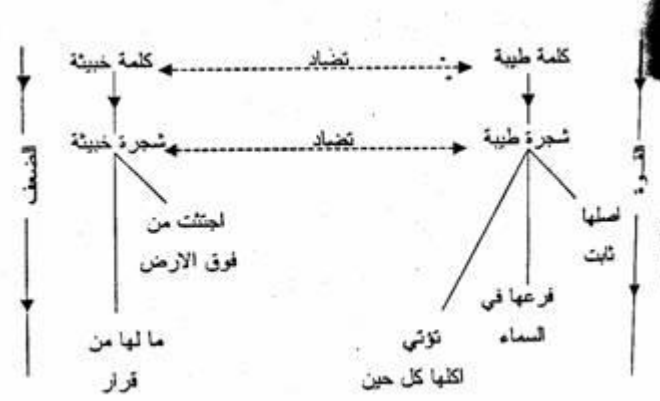 كلمة طيبة
تضاد
كلمة خبيثة
شجرة طيبة
تضاد
شجرة خبيثة
القوة
الضعف
اصلها
ثابت
فرعها في
السماء
تؤتي
اكلها كل حين
اجتثت من
فوق الارض
ما لها من
قرار